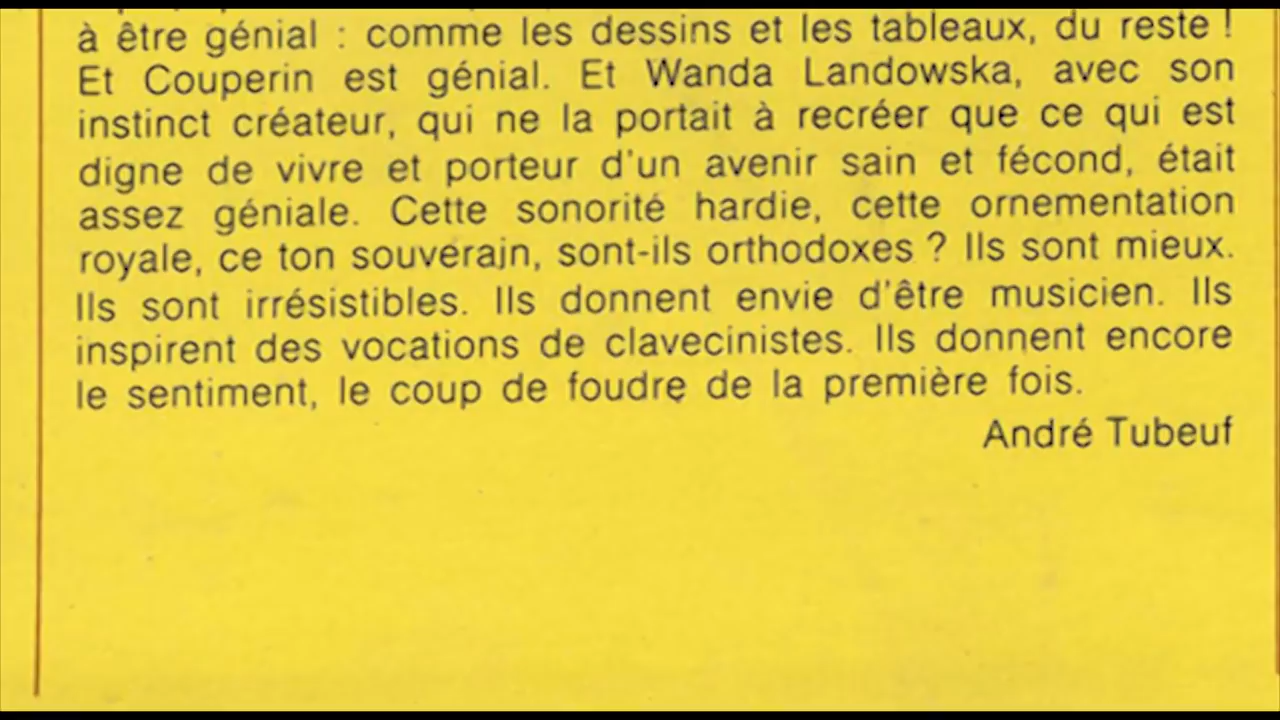 à être génial : comme les dessins et les tableaux, du reste !
Et Couperin est génial. Et Wanda Landowska, avec son
instinct créateur, qui ne la portait à recréer que ce qui est
digne de vivre et porteur d'un avenir sain et fécond, était
assez géniale. Cette sonorité hardie, cette ornementation
royale, ce ton souverain, sont-ils orthodoxes ? Ils sont mieux.
Ils sont irrésistibles. Ils donnent envie d'être musicien. Ils
inspirent des vocations de clavecinistes. Ils donnent encore
le sentiment, le coup de foudre de la première fois.
André Tubeuf